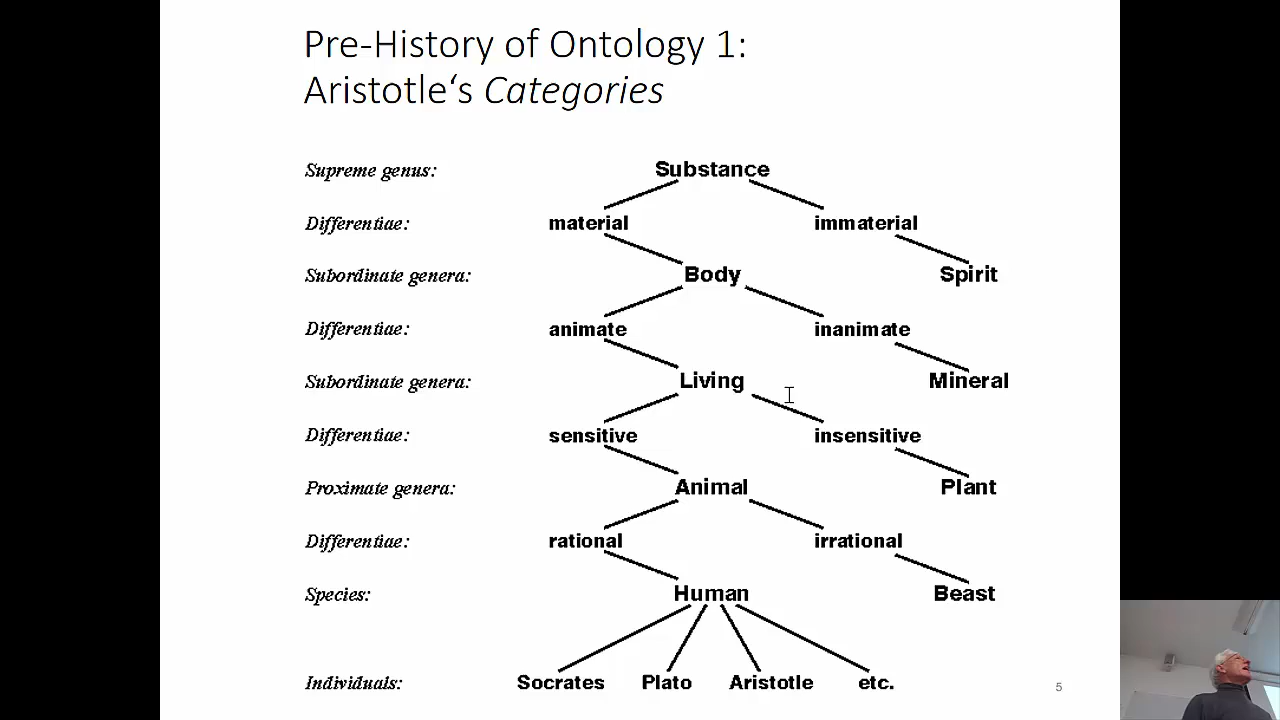 Pre-History of Ontology 1:
Aristotle‘s Categories
Supreme genus: Substance
Differentiae: material immaterial
Subordinate genera: Body Spirit
Differentiae: animate inanimate
Subordinate genera: Living Mineral
Differentiae: sensitive insensitive
Proximate genera: Animal Plant
Differentiae: rational irrational
Species: Human Beast
Individuals: Socrates Plato Aristotle etc.
5